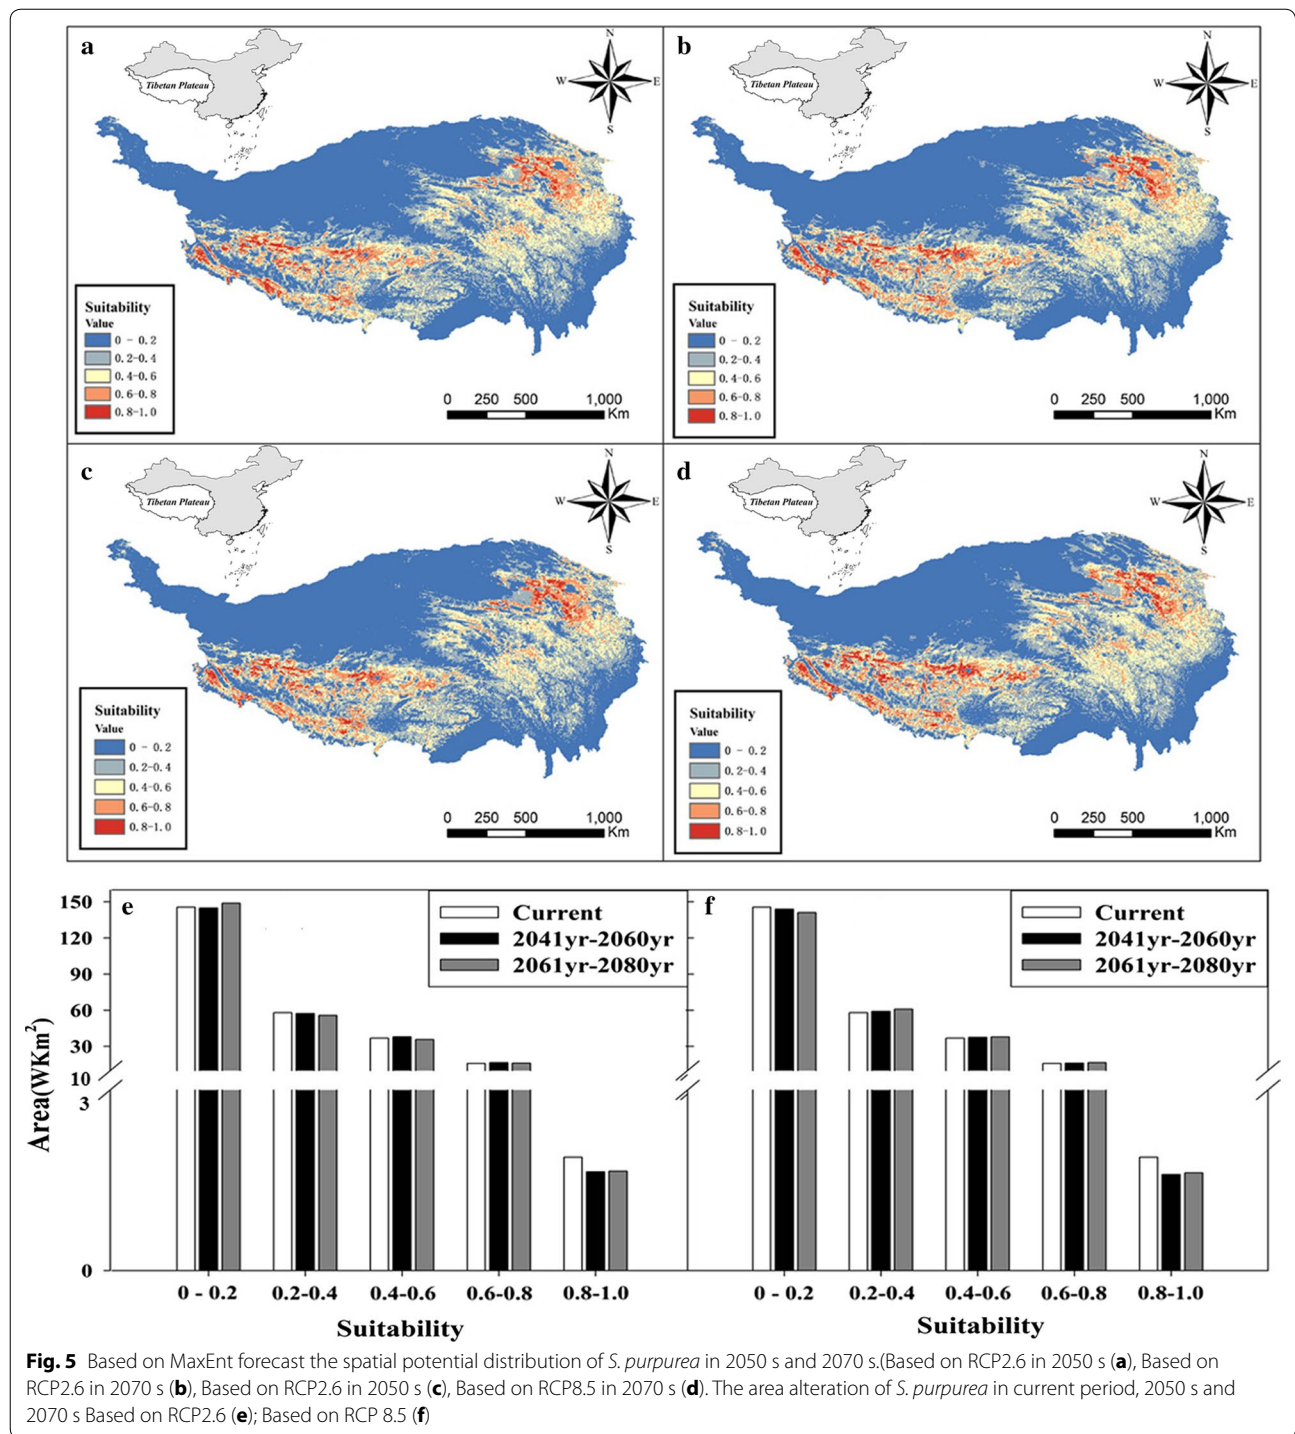 a
Tibetan Plateau
N
W
E
S
Suitability
Value
0 - 0.2
0.2-0.4
0.4-0.6
0.6-0.8
0.8-1.0
0 250 500 1,000
Km
b
Tibetan Plateau
N
W
E
S
Suitability
Value
0 - 0.2
0.2-0.4
0.4-0.6
0.6-0.8
0.8-1.0
0 250 500 1,000
Km
c
Tibetan Plateau
N
W
E
S
Suitability
Value
0 - 0.2
0.2-0.4
0.4-0.6
0.6-0.8
0.8-1.0
0 250 500 1,000
Km
d
Tibetan Plateau
N
W
E
S
Suitability
Value
0 - 0.2
0.2-0.4
0.4-0.6
0.6-0.8
0.8-1.0
0 250 500 1,000
Km
Area(WKm²)
150
120
90
60
30
10
3
0
e
Current
2041yr-2060yr
2061yr-2080yr
0 - 0.2 0.2-0.4 0.4-0.6 0.6-0.8 0.8-1.0
Suitability
f
Current
2041yr-2060yr
2061yr-2080yr
0 - 0.2 0.2-0.4 0.4-0.6 0.6-0.8 0.8-1.0
Suitability
Fig. 5 Based on MaxEnt forecast the spatial potential distribution of S. purpurea in 2050 s and 2070 s.(Based on RCP2.6 in 2050 s (a), Based on
RCP2.6 in 2070 s (b), Based on RCP2.6 in 2050 s (c), Based on RCP8.5 in 2070 s (d). The area alteration of S. purpurea in current period, 2050 s and
2070 s Based on RCP2.6 (e); Based on RCP 8.5 (f)